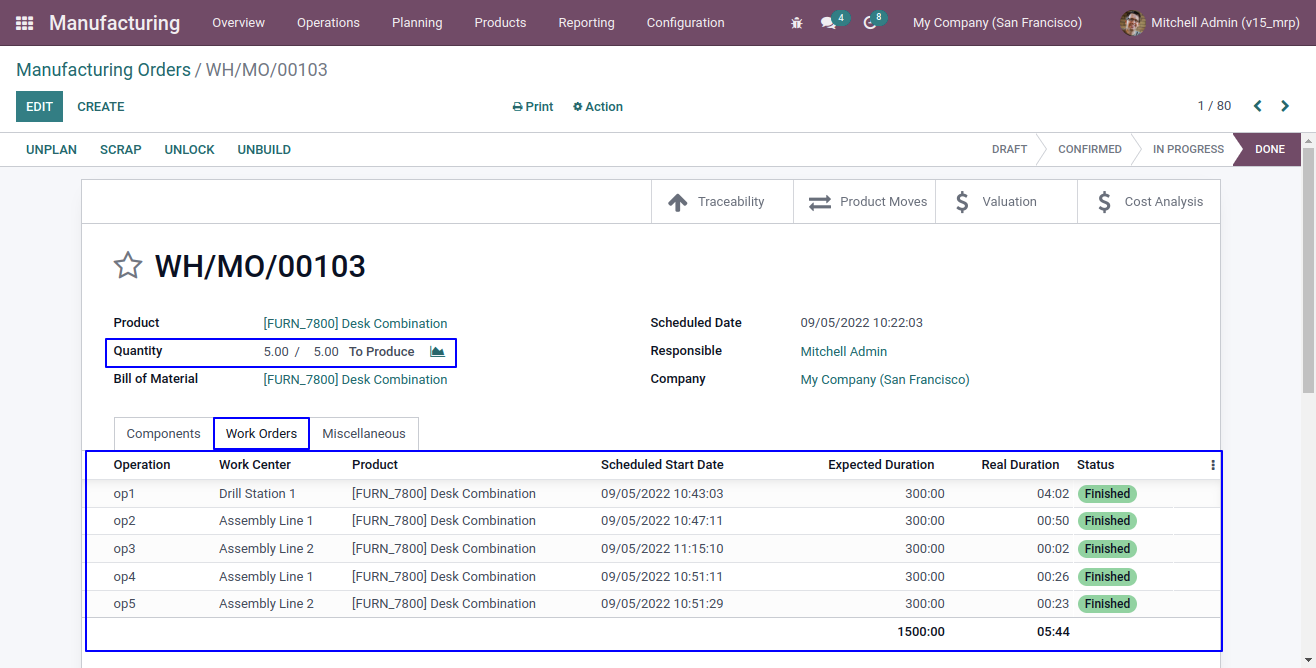 Manufacturing Overview Operations Planning Products Reporting Configuration 4 8 My Company (San Francisco) Mitchell Admin (v15_mrp)
Manufacturing Orders / WH/MO/00103
EDIT CREATE Print Action 1 / 80
UNPLAN SCRAP UNLOCK UNBUILD DRAFT CONFIRMED IN PROGRESS DONE
Traceability Product Moves Valuation Cost Analysis
WH/MO/00103
Product [FURN_7800] Desk Combination Scheduled Date 09/05/2022 10:22:03
Quantity 5.00 / 5.00 To Produce Responsible Mitchell Admin
Bill of Material [FURN_7800] Desk Combination Company My Company (San Francisco)
Components Work Orders Miscellaneous
Operation Work Center Product Scheduled Start Date Expected Duration Real Duration Status
op1 Drill Station 1 [FURN_7800] Desk Combination 09/05/2022 10:43:03 300:00 04:02 Finished
op2 Assembly Line 1 [FURN_7800] Desk Combination 09/05/2022 10:47:11 300:00 00:50 Finished
op3 Assembly Line 2 [FURN_7800] Desk Combination 09/05/2022 11:15:10 300:00 00:02 Finished
op4 Assembly Line 1 [FURN_7800] Desk Combination 09/05/2022 10:51:11 300:00 00:26 Finished
op5 Assembly Line 2 [FURN_7800] Desk Combination 09/05/2022 10:51:29 300:00 00:23 Finished
1500:00 05:44